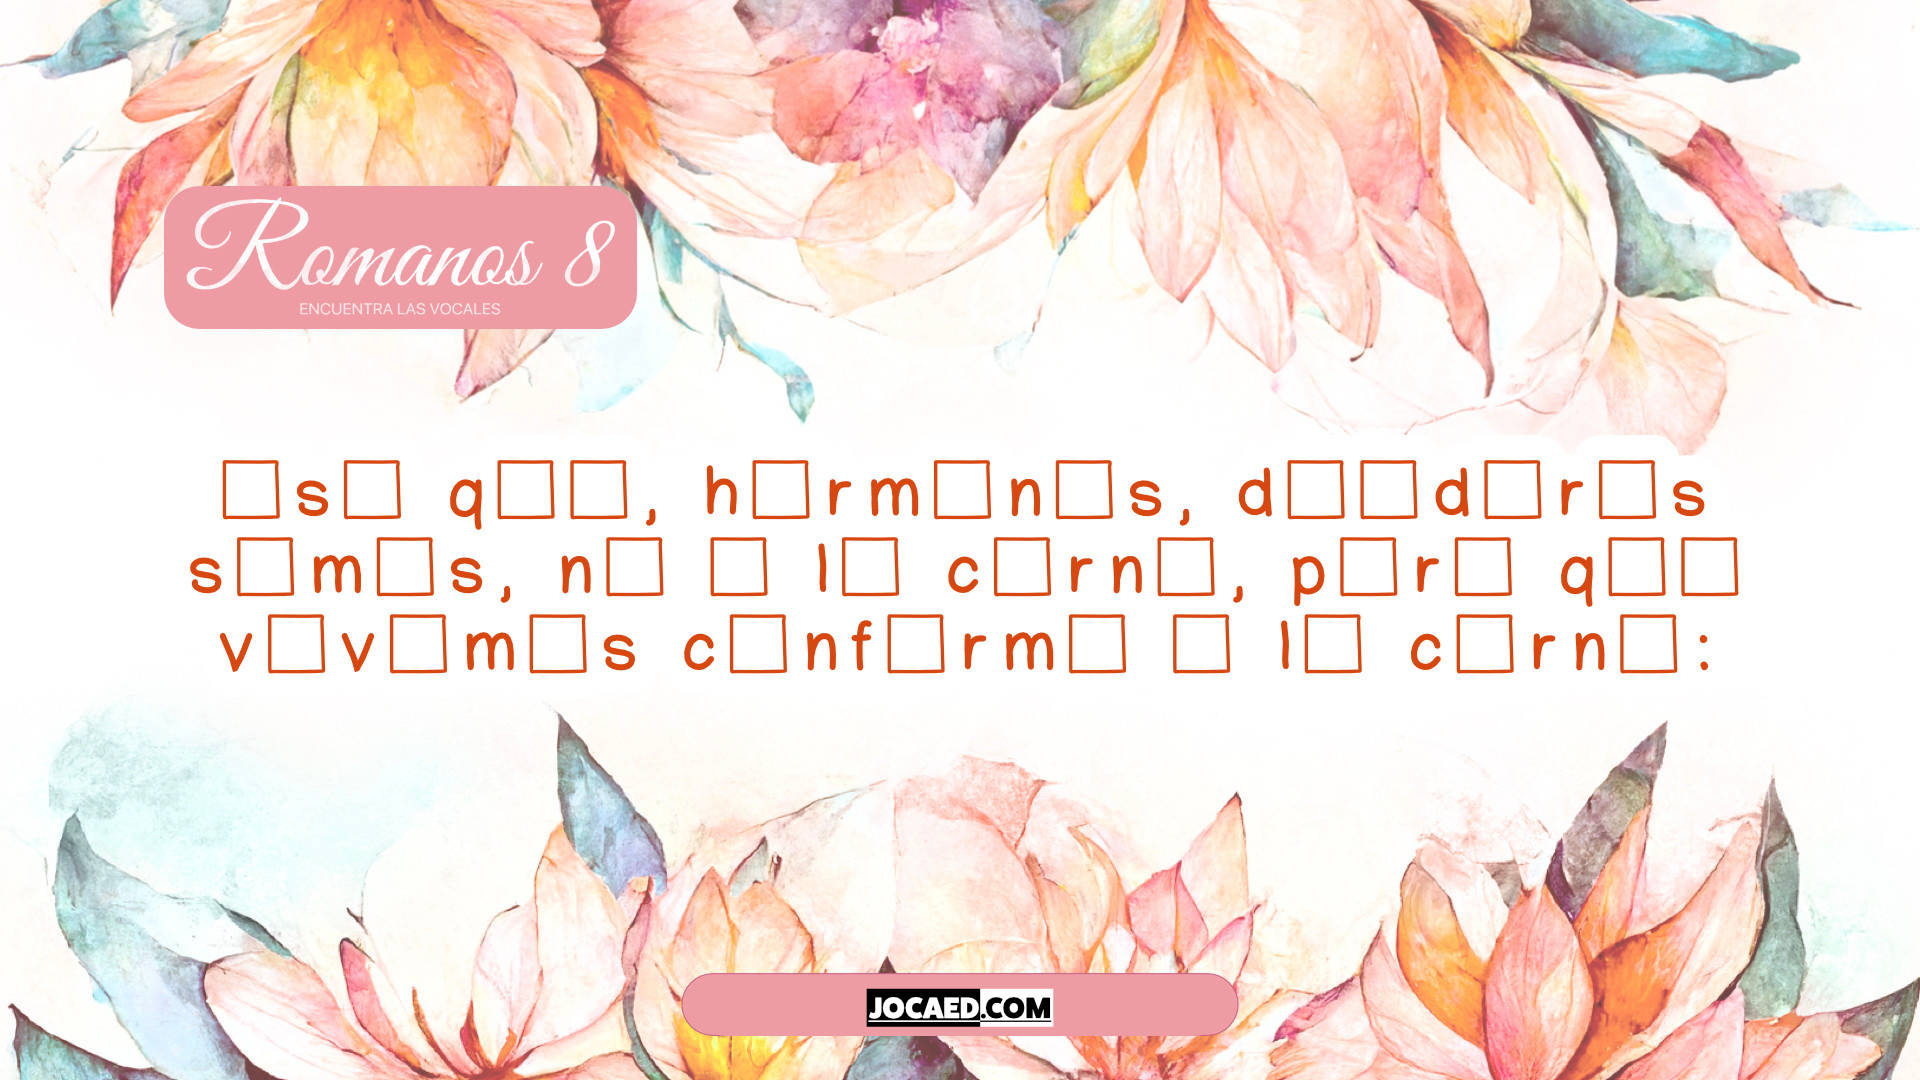 Romanos 8
ENCUENTRA LAS VOCALES
□s□ q□□, h□rm□n□s, d□□d□r□s
s□m□s, n□ □ l□ c□rn□, p□r□ q□□
v□v□m□s c□nf□rm□ □ l□ c□rn□:
JOCAED.COM